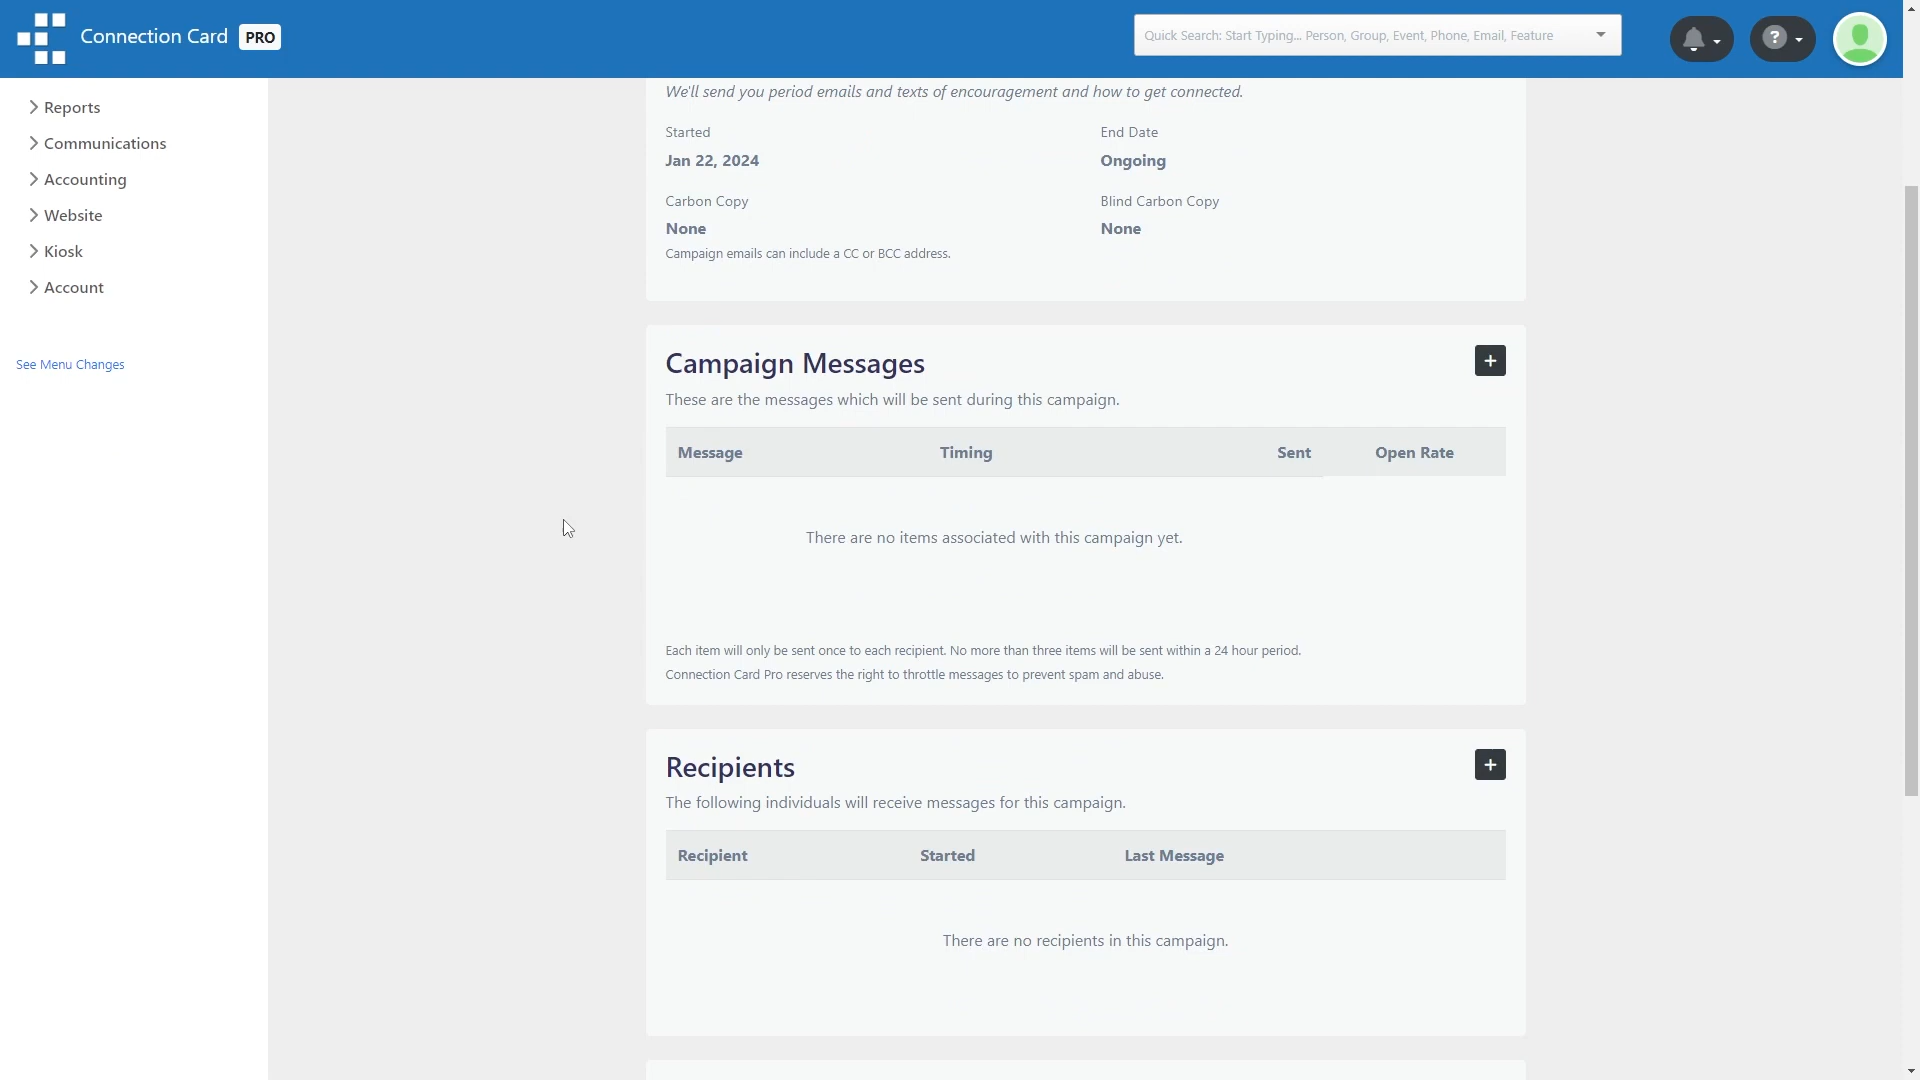 Connection Card PRO
Quick Search: Start Typing... Person, Group, Event, Phone, Email, Feature
?
Reports
Communications
Accounting
Website
Kiosk
Account
See Menu Changes
We'll send you period emails and texts of encouragement and how to get connected.
Started
End Date
Jan 22, 2024
Ongoing
Carbon Copy
Blind Carbon Copy
None
None
Campaign emails can include a CC or BCC address.
Campaign Messages
+
These are the messages which will be sent during this campaign.
Message Timing Sent Open Rate
There are no items associated with this campaign yet.
Each item will only be sent once to each recipient. No more than three items will be sent within a 24 hour period.
Connection Card Pro reserves the right to throttle messages to prevent spam and abuse.
Recipients
+
The following individuals will receive messages for this campaign.
Recipient Started Last Message
There are no recipients in this campaign.